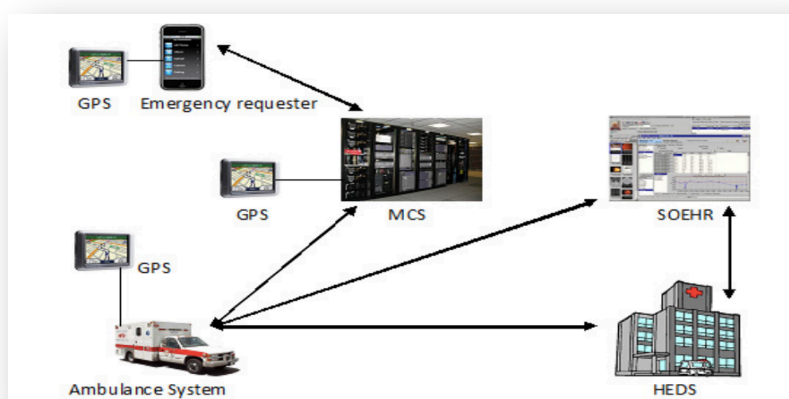 GPS
Emergency requester
GPS
MCS
SOEHR
GPS
Ambulance System
HEDS